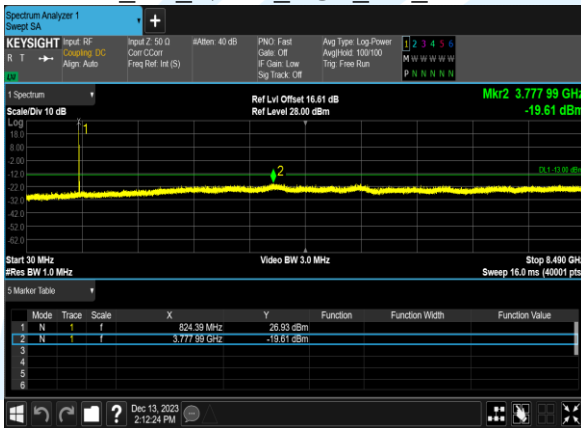 Spectrum Analyzer 1
Swept SA
KEYSIGHT
R T
LV
Input: RF
Coupling: DC
Align: Auto
Input Z: 50 Ω
Corr CCorr
Freq Ref: Int (S)
#Atten: 40 dB
PNO: Fast
Gate: Off
IF Gain: Low
Sig Track: Off
Avg Type: Log-Power
Avg|Hold: 100/100
Trig: Free Run
1 2 3 4 5 6
M W W W W W
P N N N N N
1 Spectrum
Scale/Div 10 dB
Ref Lvl Offset 16.61 dB
Ref Level 28.00 dBm
Mkr2 3.777 99 GHz
-19.61 dBm
Log
18.0
8.00
-2.00
-12.0
-22.0
-32.0
-42.0
-52.0
-62.0
1
2
DL1 -13.00 dBm
Start 30 MHz
#Res BW 1.0 MHz
Video BW 3.0 MHz
Stop 8.490 GHz
Sweep 16.0 ms (40001 pts
5 Marker Table
Mode Trace Scale X Y Function Function Width Function Value
1 N 1 f 824.39 MHz 26.93 dBm
2 N 1 f 3.777 99 GHz -19.61 dBm
3
4
5
6
?
Dec 13, 2023
2:12:24 PM